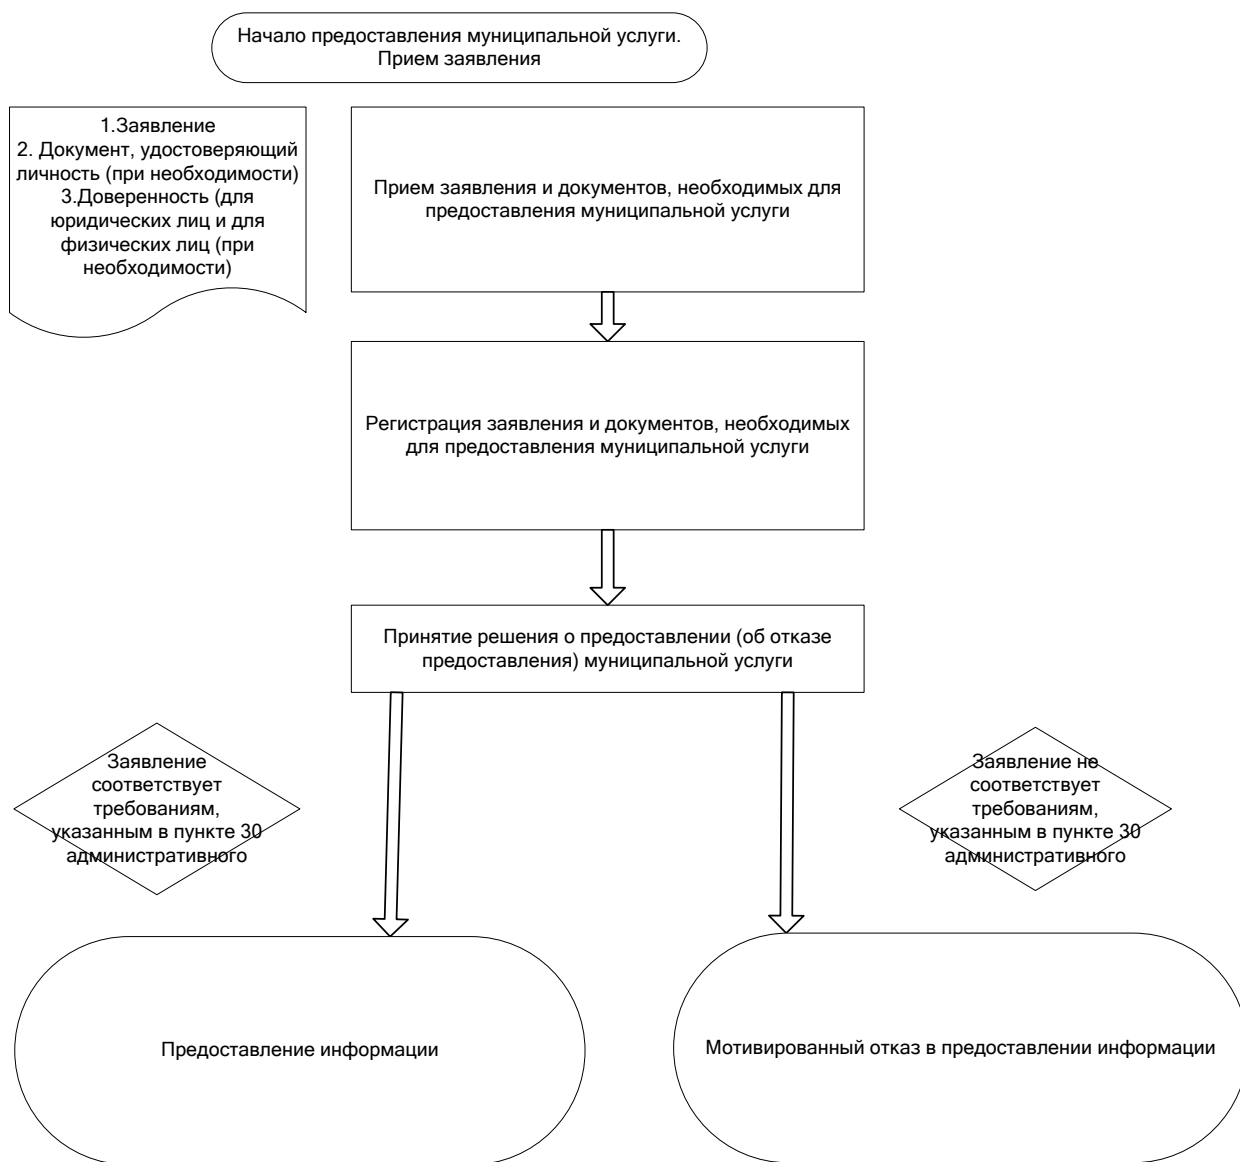 Начало предоставления муниципальной услуги.
Прием заявления
1.Заявление
2. Документ, удостоверяющий
личность (при необходимости)
3.Доверенность (для
юридических лиц и для
физических лиц (при
необходимости)
Прием заявления и документов, необходимых для
предоставления муниципальной услуги
Регистрация заявления и документов, необходимых
для предоставления муниципальной услуги
Принятие решения о предоставлении (об отказе
предоставления) муниципальной услуги
Заявление
соответствует
требованиям,
указанным в пункте 30
административного
Заявление не
соответствует
требованиям,
указанным в пункте 30
административного
Предоставление информации
Мотивированный отказ в предоставлении информации